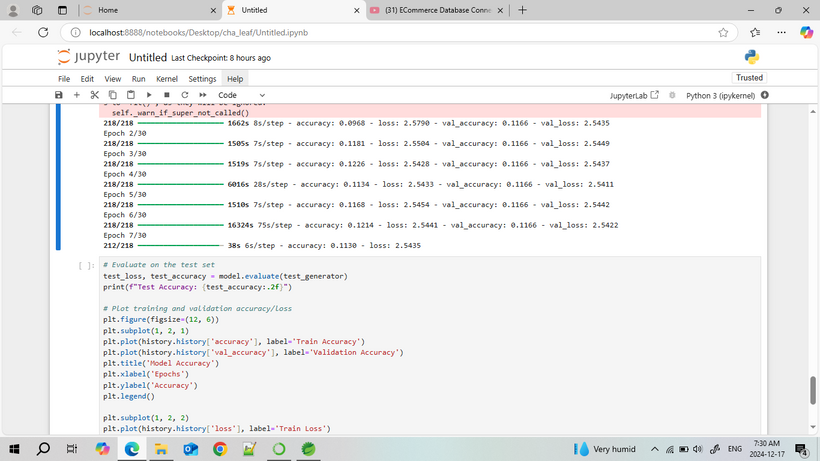 Home
Untitled
(31) ECommerce Database Conne
localhost:8888/notebooks/Desktop/cha_leaf/Untitled.ipynb
jupyter Untitled Last Checkpoint: 8 hours ago
File Edit View Run Kernel Settings Help
Trusted
Code
JupyterLab
Python 3 (ipykernel)
self._warn_if_super_not_called()
218/218 1662s 8s/step - accuracy: 0.0968 - loss: 2.5790 - val_accuracy: 0.1166 - val_loss: 2.5435
Epoch 2/30
218/218 1505s 7s/step - accuracy: 0.1181 - loss: 2.5504 - val_accuracy: 0.1166 - val_loss: 2.5449
Epoch 3/30
218/218 1519s 7s/step - accuracy: 0.1226 - loss: 2.5428 - val_accuracy: 0.1166 - val_loss: 2.5437
Epoch 4/30
218/218 6016s 28s/step - accuracy: 0.1134 - loss: 2.5433 - val_accuracy: 0.1166 - val_loss: 2.5411
Epoch 5/30
218/218 1510s 7s/step - accuracy: 0.1168 - loss: 2.5454 - val_accuracy: 0.1166 - val_loss: 2.5442
Epoch 6/30
218/218 16324s 75s/step - accuracy: 0.1214 - loss: 2.5441 - val_accuracy: 0.1166 - val_loss: 2.5422
Epoch 7/30
212/218 38s 6s/step - accuracy: 0.1130 - loss: 2.5435
[ ]:
# Evaluate on the test set
test_loss, test_accuracy = model.evaluate(test_generator)
print(f"Test Accuracy: {test_accuracy:.2f}")
# Plot training and validation accuracy/loss
plt.figure(figsize=(12, 6))
plt.subplot(1, 2, 1)
plt.plot(history.history['accuracy'], label='Train Accuracy')
plt.plot(history.history['val_accuracy'], label='Validation Accuracy')
plt.title('Model Accuracy')
plt.xlabel('Epochs')
plt.ylabel('Accuracy')
plt.legend()
plt.subplot(1, 2, 2)
plt.plot(history.history['loss'], label='Train Loss')
Very humid
ENG
7:30 AM
2024-12-17
4